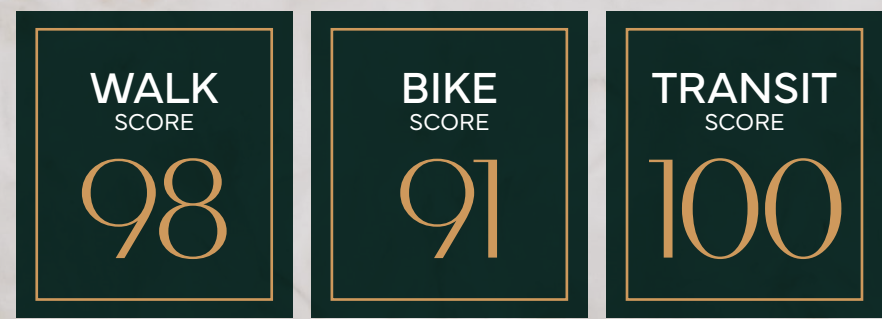 WALK
SCORE
98
BIKE
SCORE
91
TRANSIT
SCORE
100